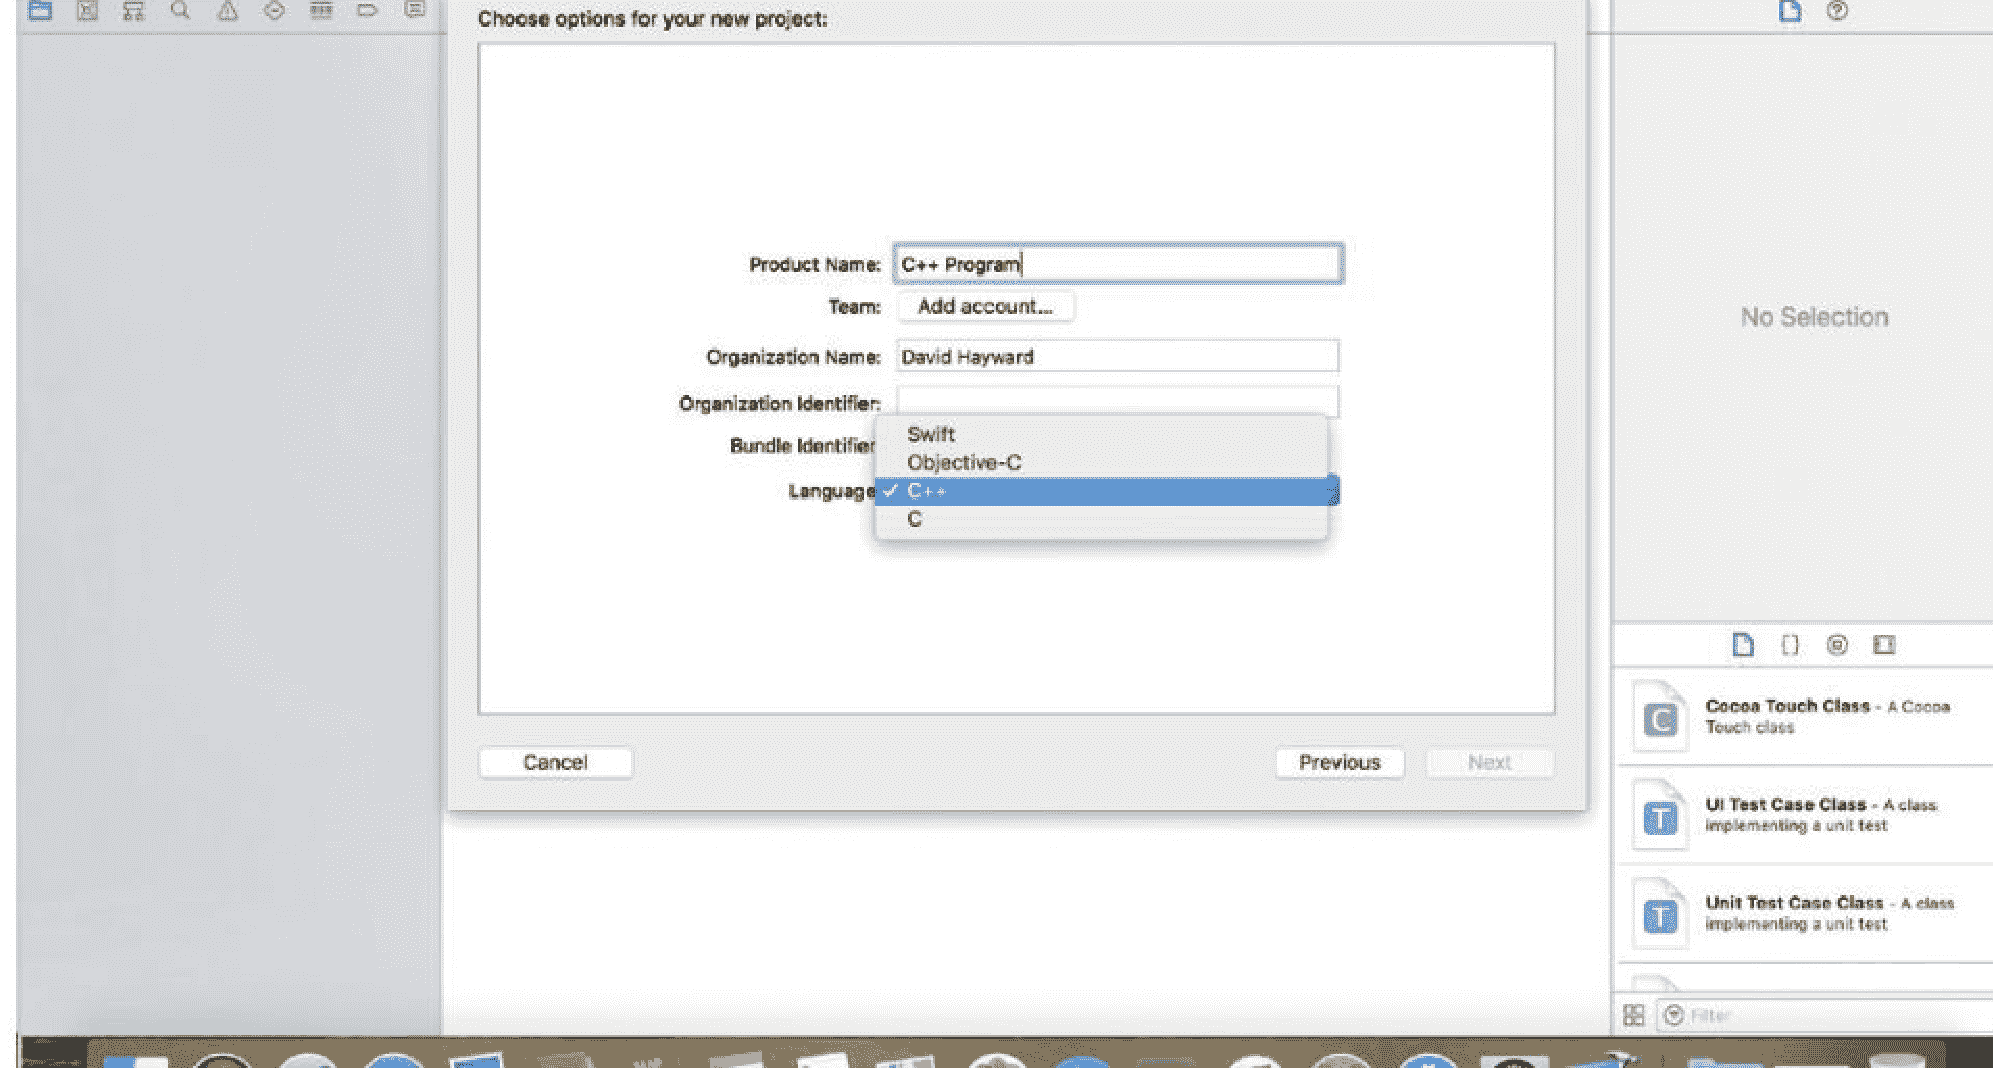 Choose options for your new project:
Product Name: C++ Program
Team: Add account...
Organization Name: David Hayward
Organization Identifier:
Bundle Identifier
Language ✓ C++
Swift
Objective-C
C
Cancel
Previous
Next
No Selection
Cocoa Touch Class - A Cocoa
Touch class
UI Test Case Class - A class
implementing a unit test
Unit Test Case Class - A class
implementing a unit test
Filter